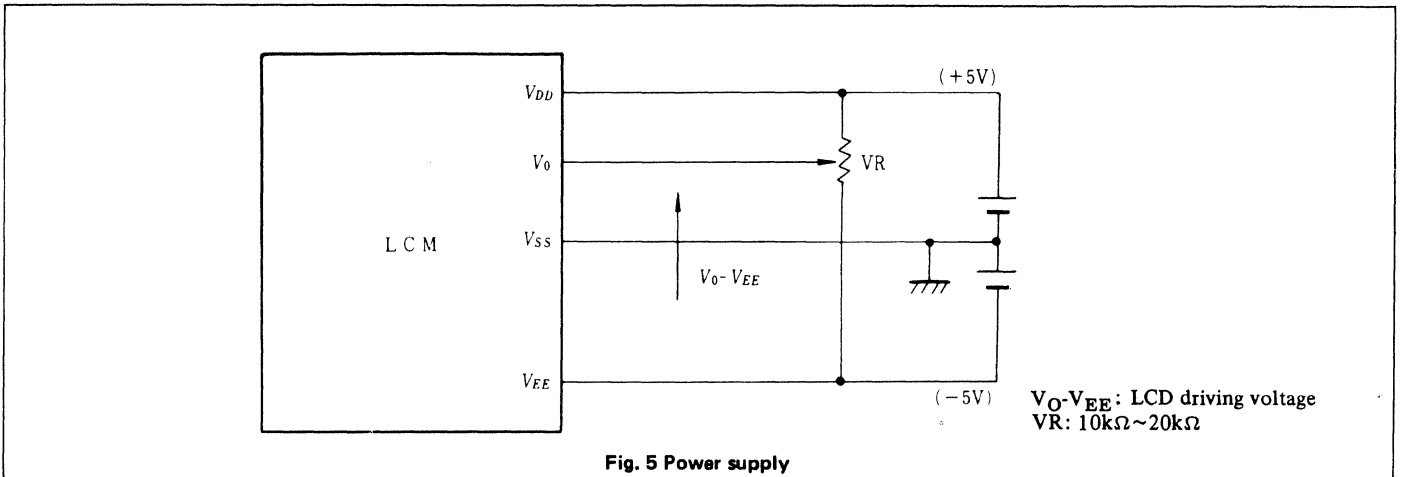 (+5V)
VDD
V0
VR
LCM
VSS
V0-VEE
VEE
(−5V)
VO-VEE: LCD driving voltage
VR: 10kΩ~20kΩ
Fig. 5 Power supply